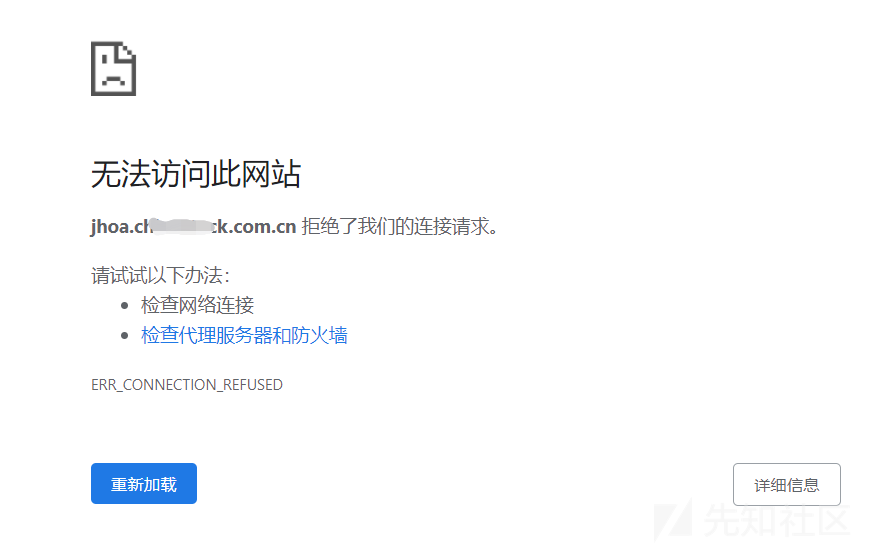 无法访问此网站
jhoa.ch ck.com.cn 拒绝了我们的连接请求。
请试试以下办法：
检查网络连接
检查代理服务器和防火墙
ERR_CONNECTION_REFUSED
重新加载
详细信息
先知社区